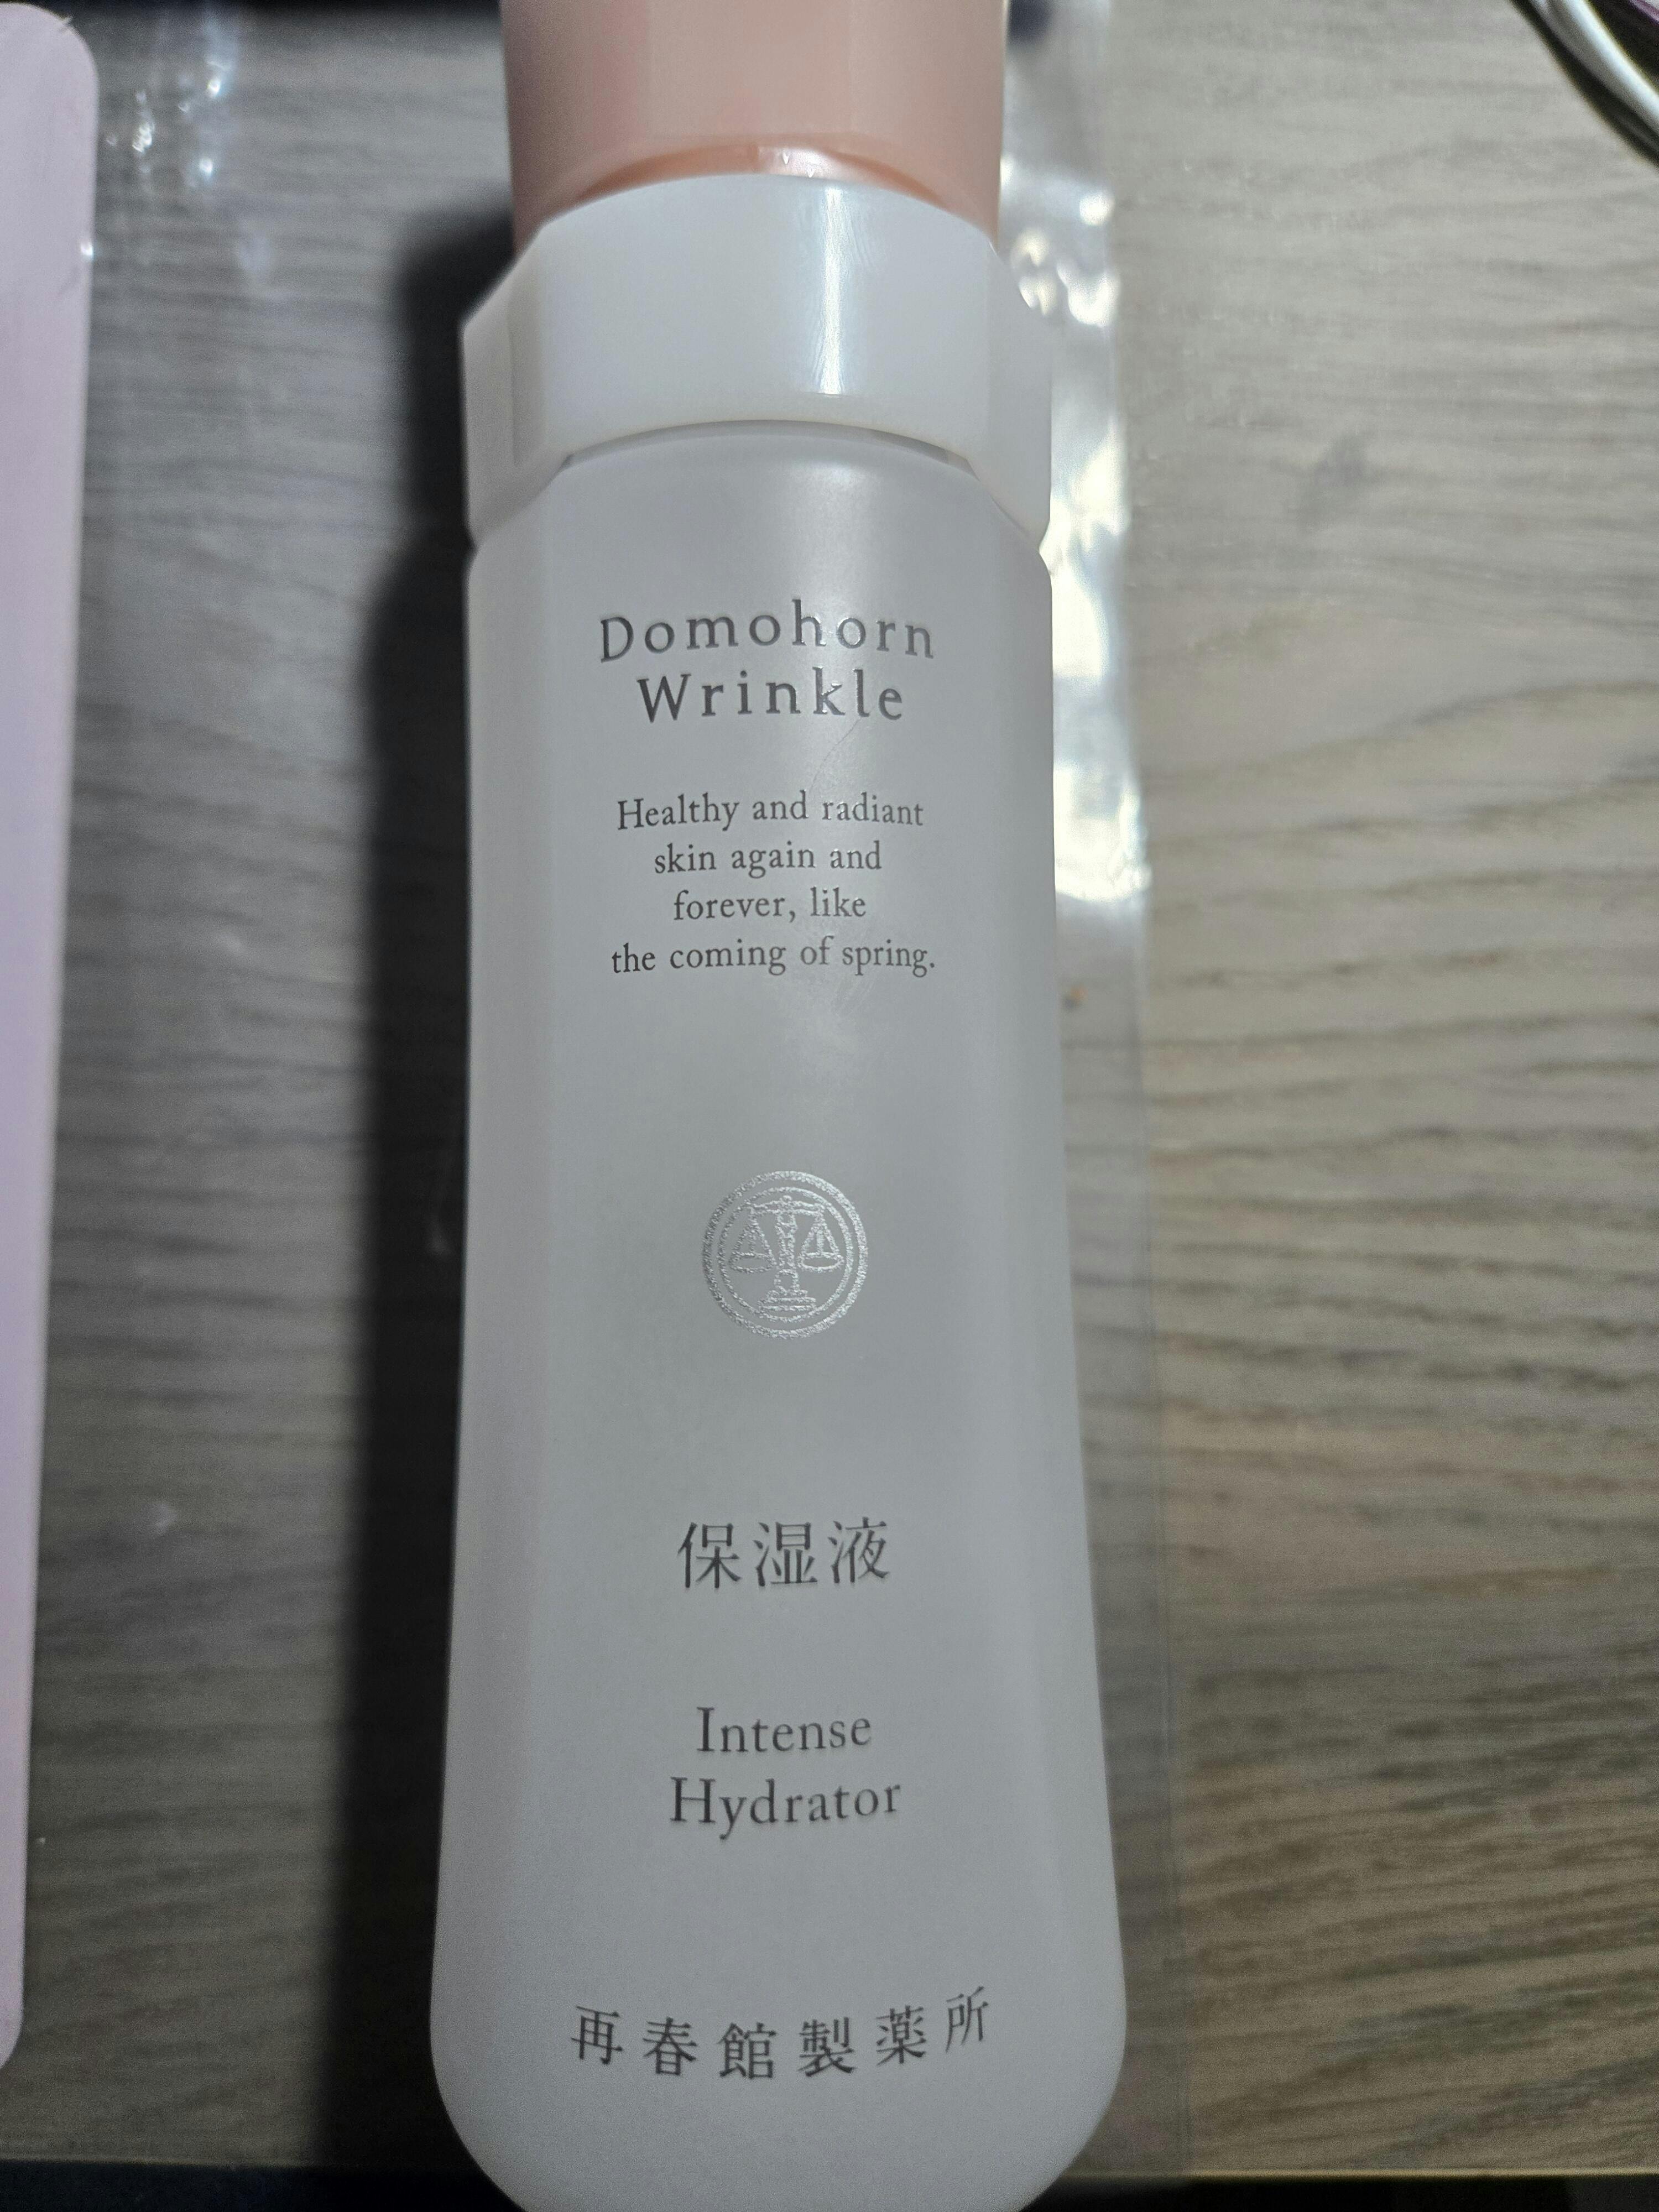 Domohorn
Wrinkle
Healthy and radiant
skin again and
forever, like
the coming of spring.
保湿液
Intense
Hydrator
再春館製薬所